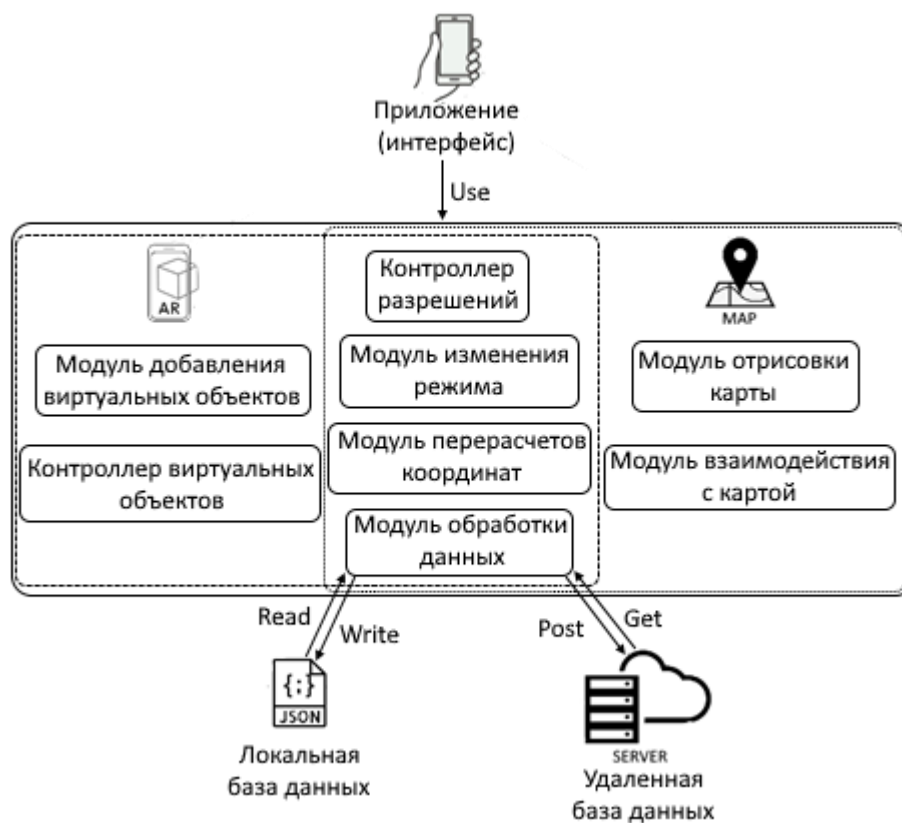 Приложение
(интерфейс)
Use
AR
Модуль добавления
виртуальных объектов
Контроллер виртуальных
объектов
Контроллер
разрешений
Модуль изменения
режима
Модуль перерасчетов
координат
Модуль обработки
данных
MAP
Модуль отрисовки
карты
Модуль взаимодействия
с картой
Read
Write
Post
Get
{;}
JSON
Локальная
база данных
SERVER
Удаленная
база данных